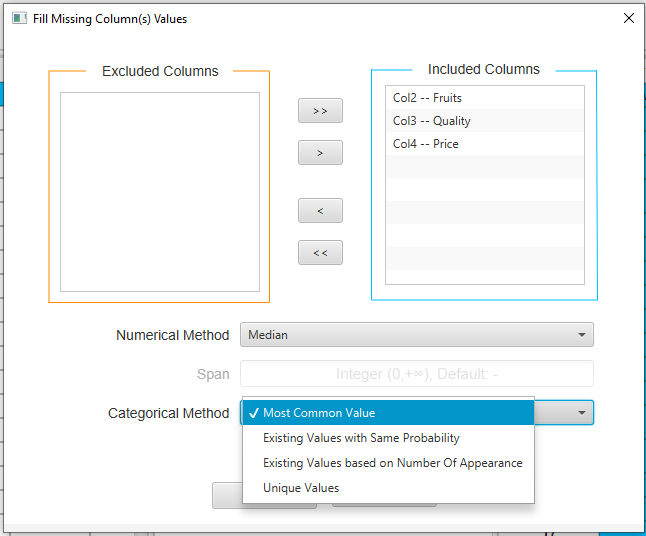 Fill Missing Column(s) Values
Excluded Columns
Included Columns
Col2 -- Fruits
Col3 -- Quality
Col4 -- Price
>>
>
<
<<
Numerical Method
Median
Span
Integer (0,+∞), Default: -
Categorical Method
✓ Most Common Value
Existing Values with Same Probability
Existing Values based on Number Of Appearance
Unique Values